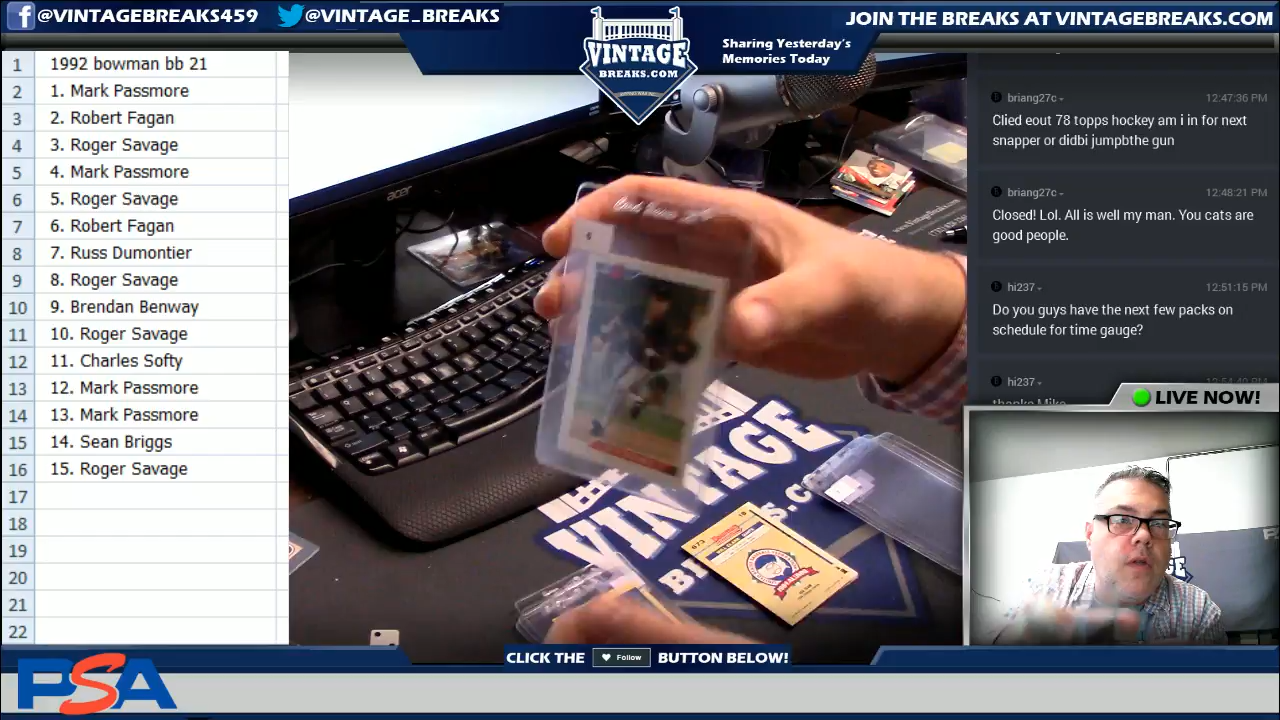 @VINTAGEBREAKS459
@VINTAGE_BREAKS
JOIN THE BREAKS AT VINTAGEBREAKS.COM
VINTAGE
BREAKS.COM
Sharing Yesterday's
Memories Today
1 1992 bowman bb 21
2 1. Mark Passmore
3 2. Robert Fagan
4 3. Roger Savage
5 4. Mark Passmore
6 5. Roger Savage
7 6. Robert Fagan
8 7. Russ Dumontier
9 8. Roger Savage
10 9. Brendan Benway
11 10. Roger Savage
12 11. Charles Softy
13 12. Mark Passmore
14 13. Mark Passmore
15 14. Sean Briggs
16 15. Roger Savage
17
18
19
20
21
22
acer
VINTAGE
VINTAGE
briang27c 12:47:36 PM
Clied eout 78 topps hockey am i in for next
snapper or didbi jumpbthe gun
briang27c 12:48:21 PM
Closed! Lol. All is well my man. You cats are
good people.
hi237 12:51:15 PM
Do you guys have the next few packs on
schedule for time gauge?
hi237
thanks Mike
LIVE NOW!
CLICK THE Follow BUTTON BELOW!
PSA